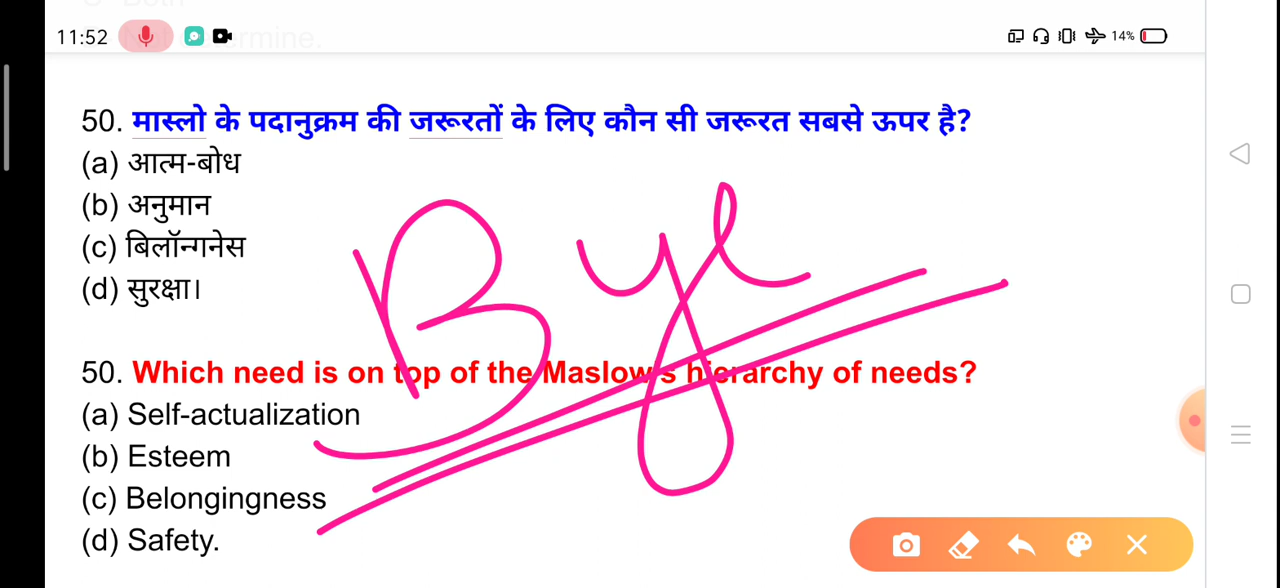 11:52
14%
50. मास्लो के पदानुक्रम की जरूरतों के लिए कौन सी जरूरत सबसे ऊपर है?
(a) आत्म-बोध
(b) अनुमान
(c) बिलॉन्गनेस
(d) सुरक्षा।
Bye
50. Which need is on top of the Maslow's hierarchy of needs?
(a) Self-actualization
(b) Esteem
(c) Belongingness
(d) Safety.